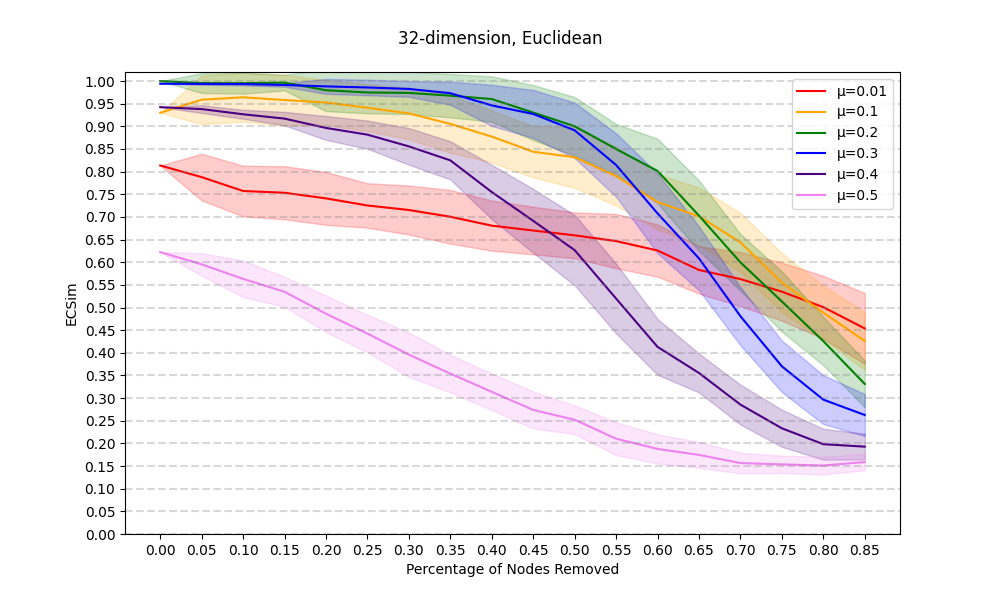 32-dimension, Euclidean
1.00
0.95
0.90
0.85
0.80
0.75
0.70
0.65
0.60
0.55
0.50
0.45
0.40
0.35
0.30
0.25
0.20
0.15
0.10
0.05
0.00
ECSim
μ=0.01
μ=0.1
μ=0.2
μ=0.3
μ=0.4
μ=0.5
0.00 0.05 0.10 0.15 0.20 0.25 0.30 0.35 0.40 0.45 0.50 0.55 0.60 0.65 0.70 0.75 0.80 0.85
Percentage of Nodes Removed